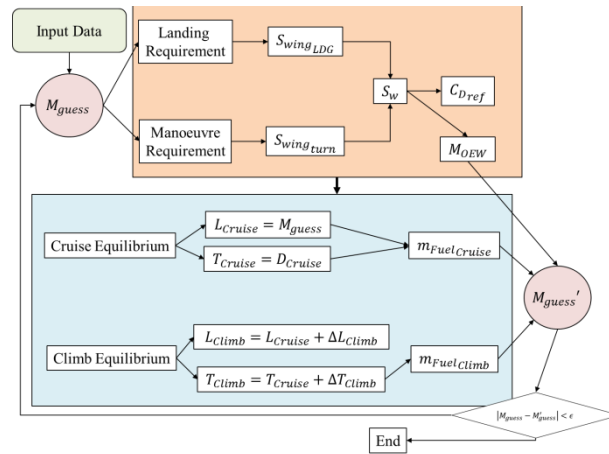 Input Data
M_guess
Landing
Requirement
S_wing_LDG
Manoeuvre
Requirement
S_wing_turn
S_w
C_D_ref
M_OEW
Cruise Equilibrium
L_Cruise = M_guess
T_Cruise = D_Cruise
m_Fuel_Cruise
M_guess'
Climb Equilibrium
L_Climb = L_Cruise + ΔL_Climb
T_Climb = T_Cruise + ΔT_Climb
m_Fuel_Climb
|M_guess − M'_guess| < ϵ
End